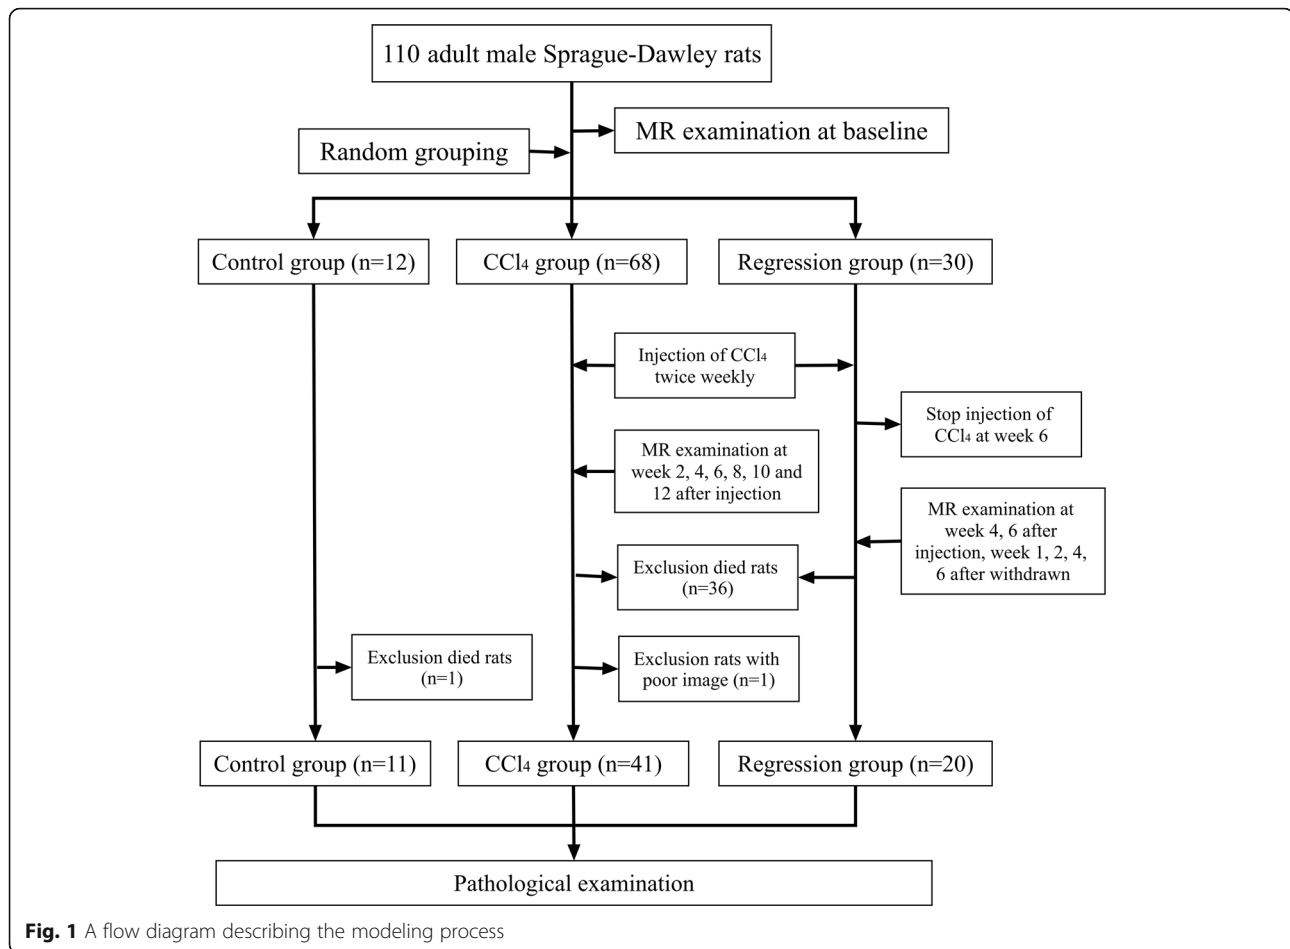 110 adult male Sprague-Dawley rats
MR examination at baseline
Random grouping
Control group (n=12)
CCl₄ group (n=68)
Regression group (n=30)
Injection of CCl₄
twice weekly
Stop injection of
CCl₄ at week 6
MR examination at
week 2, 4, 6, 8, 10 and
12 after injection
MR examination at
week 4, 6 after
injection, week 1, 2, 4,
6 after withdrawn
Exclusion died rats
(n=36)
Exclusion died rats
(n=1)
Exclusion rats with
poor image (n=1)
Control group (n=11)
CCl₄ group (n=41)
Regression group (n=20)
Pathological examination
Fig. 1 A flow diagram describing the modeling process